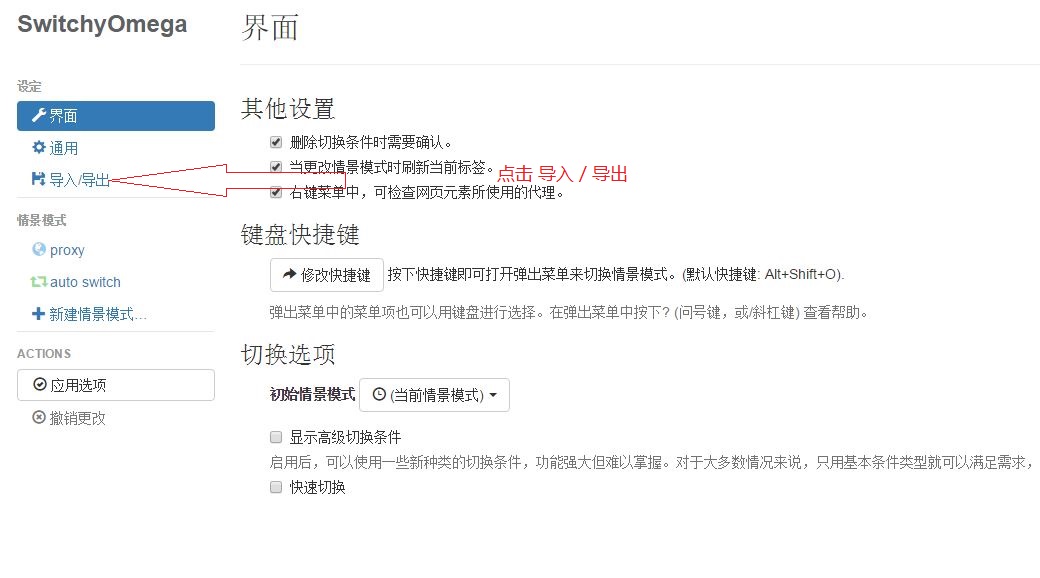 SwitchyOmega
设定
界面
通用
导入/导出
情景模式
proxy
auto switch
新建情景模式…
ACTIONS
应用选项
撤销更改
界面
其他设置
删除切换条件时需要确认。
当更改情景模式时刷新当前标签。
点击 导入 / 导出
右键菜单中，可检查网页元素所使用的代理。
键盘快捷键
修改快捷键 按下快捷键即可打开弹出菜单来切换情景模式。(默认快捷键: Alt+Shift+O).
弹出菜单中的菜单项也可以用键盘进行选择。在弹出菜单中按下? (问号键，或/斜杠键) 查看帮助。
切换选项
初始情景模式 (当前情景模式)
显示高级切换条件
启用后，可以使用一些新种类的切换条件，功能强大但难以掌握。对于大多数情况来说，只用基本条件类型就可以满足需求，
快速切换